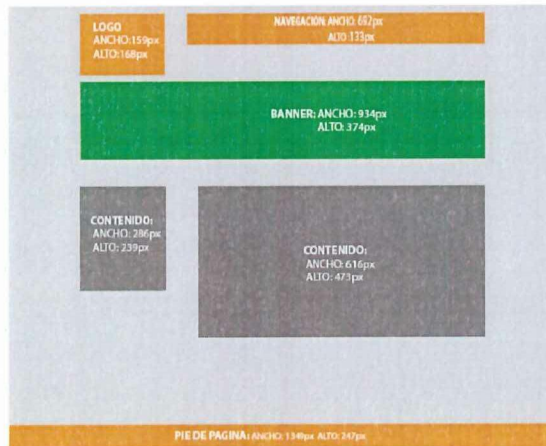 LOGO
ANCHO:159px
ALTO:168px
NAVEGACION: ANCHO: 692px
ALTO: 133px
BANNER: ANCHO: 934px
ALTO: 374px
CONTENIDO:
ANCHO: 286px
ALTO: 239px
CONTENIDO:
ANCHO: 616px
ALTO: 473px
PIE DE PAGINA: ANCHO: 1349px ALTO: 247px